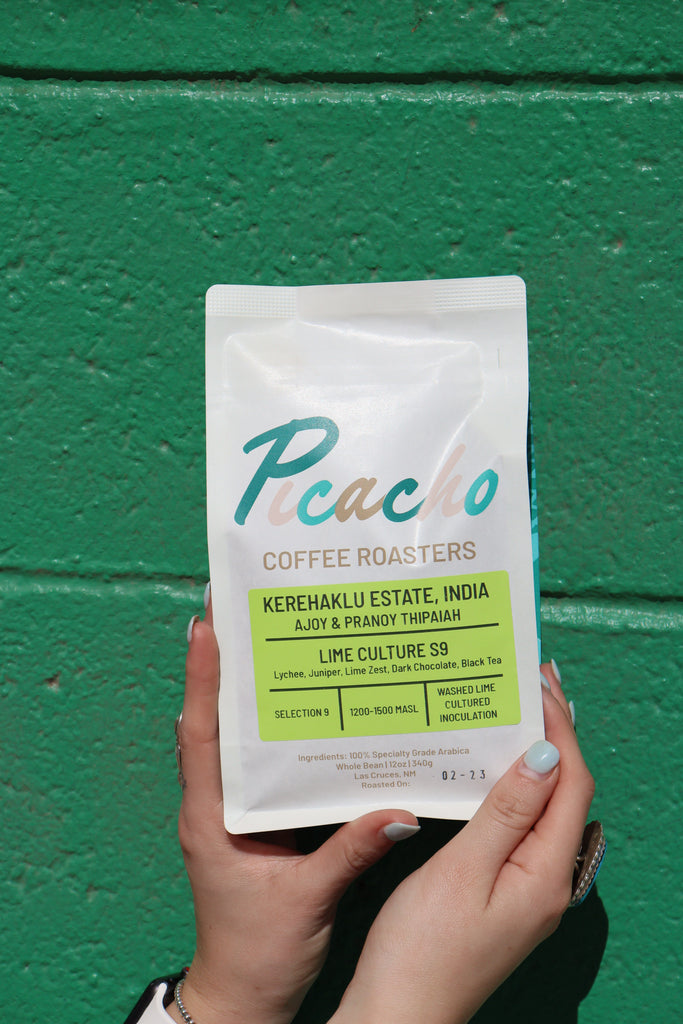 Picacho
COFFEE ROASTERS
KEREHAKLU ESTATE, INDIA
AJOY & PRANOY THIPAIAH
LIME CULTURE S9
Lychee, Juniper, Lime Zest, Dark Chocolate, Black Tea
SELECTION 9
1200-1500 MASL
WASHED LIME
CULTURED
INOCULATION
Ingredients: 100% Specialty Grade Arabica
Whole Bean | 12oz | 340g
Las Cruces, NM
Roasted On:
02-23